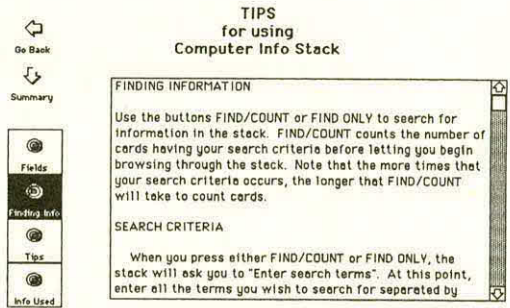 TIPS
for using
Computer Info Stack
Go Back
Summary
Fields
Finding Info
Tips
Info Used
FINDING INFORMATION
Use the buttons FIND/COUNT or FIND ONLY to search for
information in the stack. FIND/COUNT counts the number of
cards having your search criteria before letting you begin
browsing through the stack. Note that the more times that
your search criteria occurs, the longer that FIND/COUNT
will take to count cards.
SEARCH CRITERIA
When you press either FIND/COUNT or FIND ONLY, the
stack will ask you to "Enter search terms". At this point,
enter all the terms you wish to search for separated by